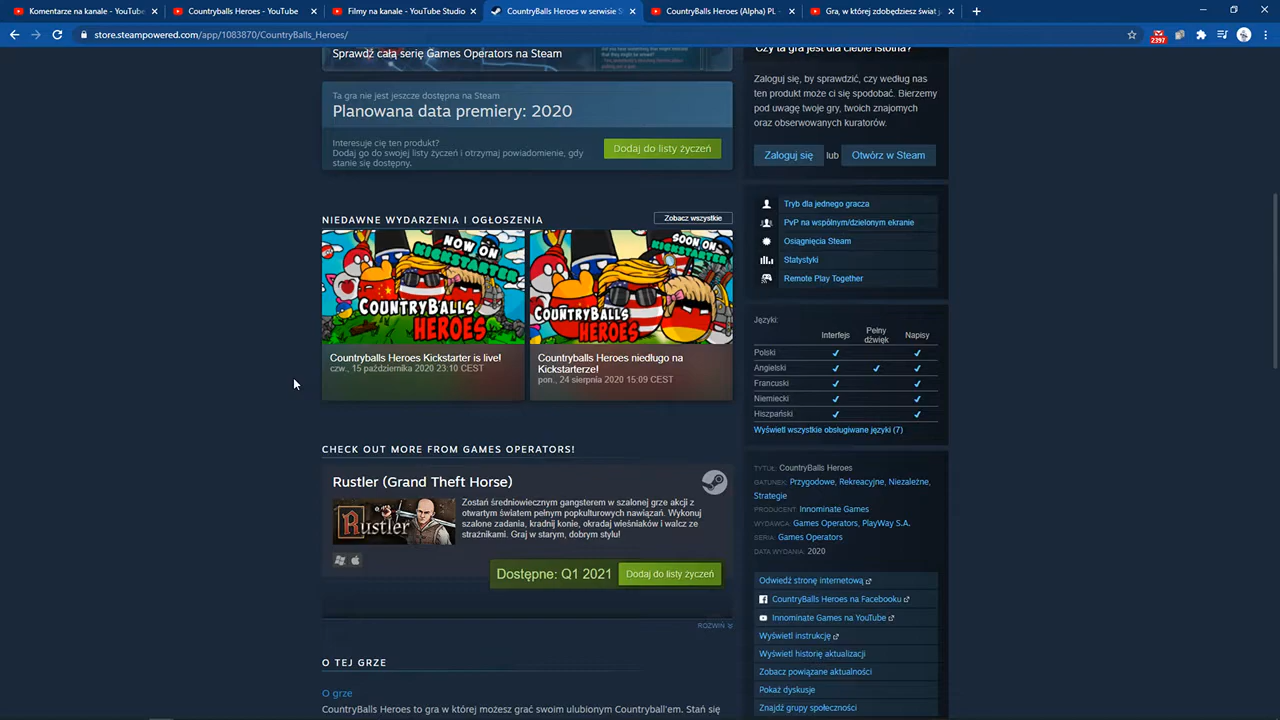 Komentarze na kanale - YouTube
Countryballs Heroes - YouTube
Filmy na kanale - YouTube Studio
CountryBalls Heroes w serwisie S
CountryBalls Heroes (Alpha) PL -
Gra, w której zdobędziesz świat
store.steampowered.com/app/1083870/CountryBalls_Heroes/
2397
Sprawdź całą serię Games Operators na Steam
Ta gra nie jest jeszcze dostępna na Steam
Planowana data premiery: 2020
Interesuje cię ten produkt?
Dodaj go do swojej listy życzeń i otrzymaj powiadomienie, gdy
stanie się dostępny.
Dodaj do listy życzeń
NIEDAWNE WYDARZENIA I OGŁOSZENIA
Zobacz wszystkie
NOW ON
KICKSTARTER
COUNTRYBALLS
HEROES
SOON ON
KICKSTARTER
COUNTRYBALLS
HEROES
Countryballs Heroes Kickstarter is live!
czw., 15 października 2020 23:10 CEST
Countryballs Heroes niedługo na
Kickstarterze!
pon., 24 sierpnia 2020 15:09 CEST
CHECK OUT MORE FROM GAMES OPERATORS!
Rustler (Grand Theft Horse)
Rustler
Zostań średniowiecznym gangsterem w szalonej grze akcji z
otwartym światem pełnym popkulturowych nawiązań. Wykonuj
szalone zadania, kradnij konie, okradaj wieśniaków i walcz ze
strażnikami. Graj w starym, dobrym stylu!
Dostępne: Q1 2021
Dodaj do listy życzeń
ROZWIŃ
O TEJ GRZE
O grze
CountryBalls Heroes to gra w której możesz grać swoim ulubionym Countryball'em. Stań się
Czy ta gra jest dla ciebie istotna?
Zaloguj się, by sprawdzić, czy według nas
ten produkt może ci się spodobać. Bierzemy
pod uwagę twoje gry, twoich znajomych
oraz obserwowanych kuratorów.
Zaloguj się lub Otwórz w Steam
Tryb dla jednego gracza
PvP na wspólnym/dzielonym ekranie
Osiągnięcia Steam
Statystyki
Remote Play Together
Języki:
Interfejs Pełny dźwięk Napisy
Polski ✔ ✔
Angielski ✔ ✔ ✔
Francuski ✔ ✔
Niemiecki ✔ ✔
Hiszpański ✔ ✔
Wyświetl wszystkie obsługiwane języki (7)
TYTUŁ: CountryBalls Heroes
GATUNEK: Przygodowe, Rekreacyjne, Niezależne,
Strategie
PRODUCENT: Innominate Games
WYDAWCA: Games Operators, PlayWay S.A.
SERIA: Games Operators
DATA WYDANIA: 2020
Odwiedź stronę internetową
CountryBalls Heroes na Facebooku
Innominate Games na YouTube
Wyświetl instrukcję
Wyświetl historię aktualizacji
Zobacz powiązane aktualności
Pokaż dyskusje
Znajdź grupy społeczności